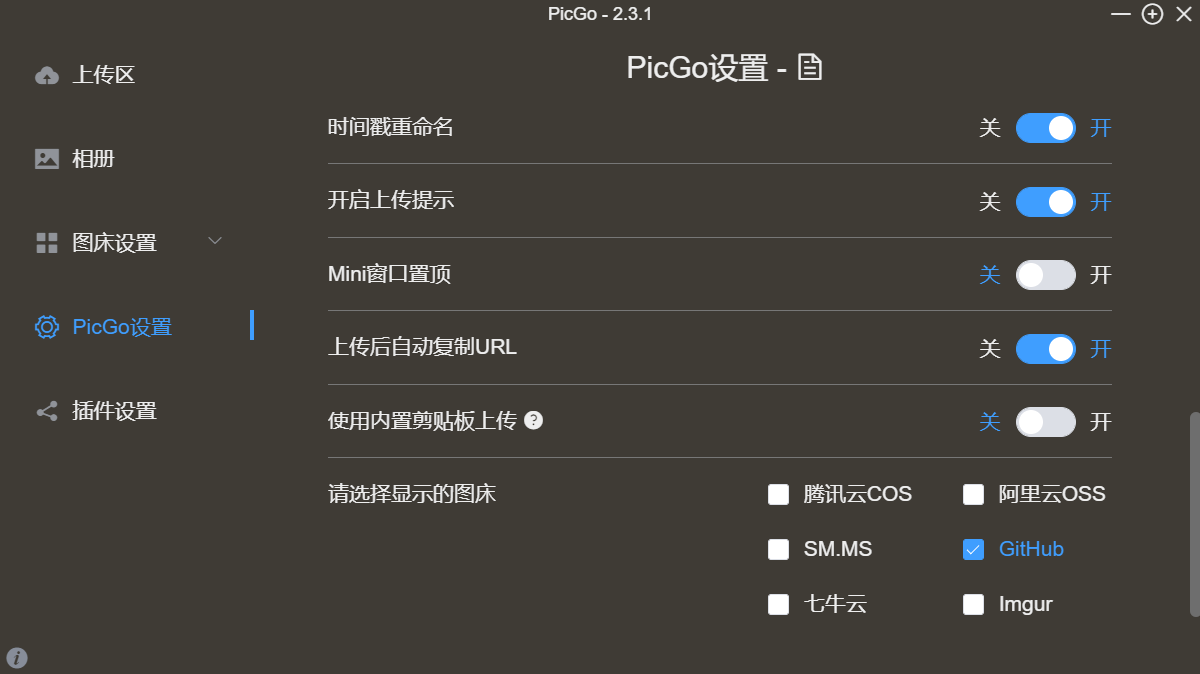 PicGo - 2.3.1
上传区
相册
图床设置
PicGo设置
插件设置
PicGo设置 -
时间戳重命名 关 开
开启上传提示 关 开
Mini窗口置顶 关 开
上传后自动复制URL 关 开
使用内置剪贴板上传 ? 关 开
请选择显示的图床 腾讯云COS 阿里云OSS
SM.MS GitHub
七牛云 Imgur